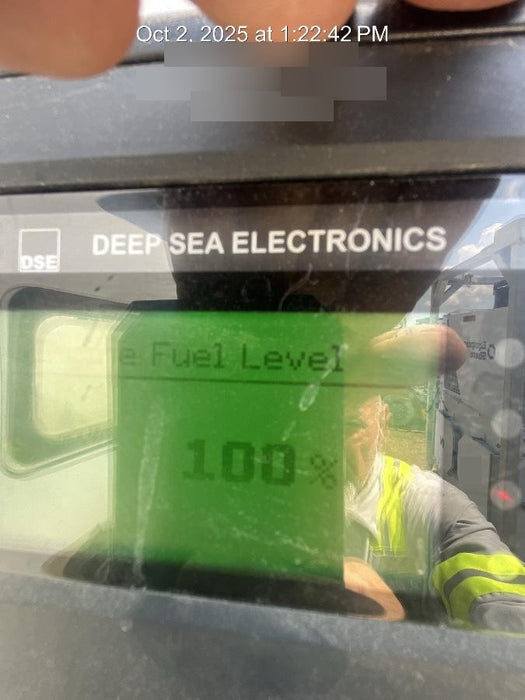 Oct 2, 2025 at 1:22:42 PM
DSE
DEEP SEA ELECTRONICS
e Fuel Level
100 %